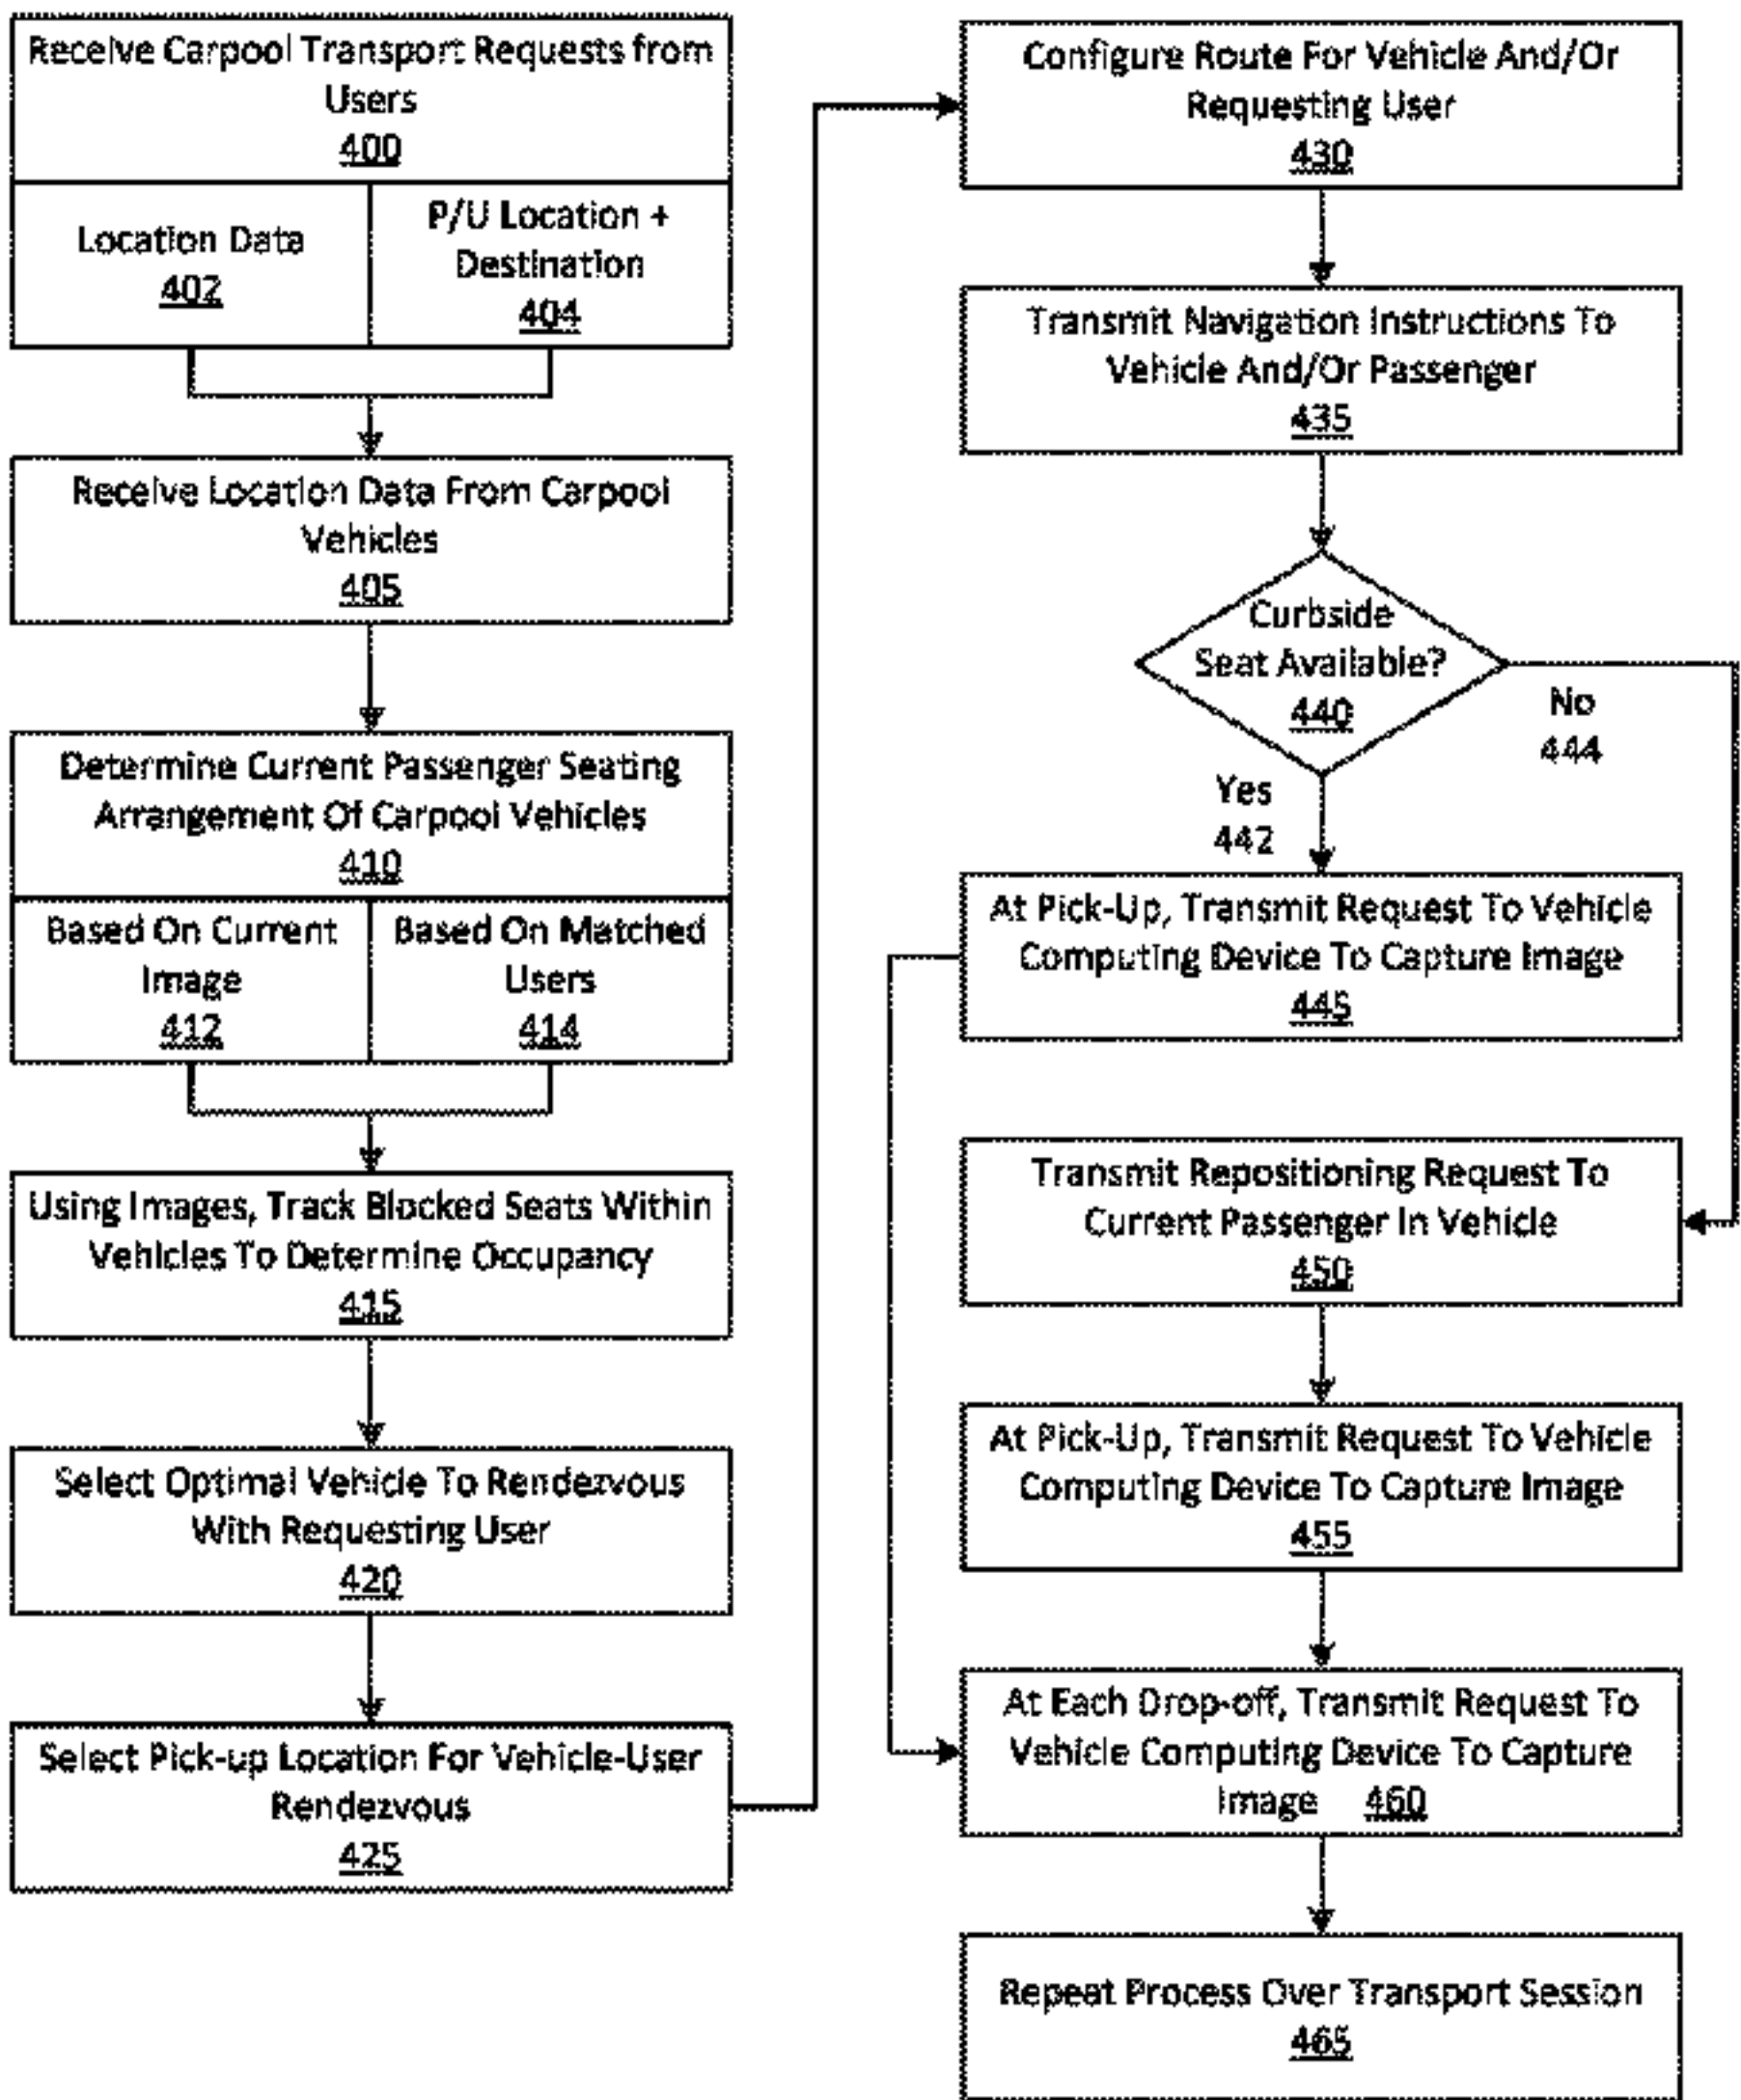 Receive Carpool Transport Requests from
Users
400
Location Data
402
P/U Location +
Destination
404
Receive Location Data From Carpool
Vehicles
405
Determine Current Passenger Seating
Arrangement Of Carpool Vehicles
410
Based On Current
Image
412
Based On Matched
Users
414
Using Images, Track Blocked Seats Within
Vehicles To Determine Occupancy
415
Select Optimal Vehicle To Rendezvous
With Requesting User
420
Select Pick-up Location For Vehicle-User
Rendezvous
425
Configure Route For Vehicle And/Or
Requesting User
430
Transmit Navigation Instructions To
Vehicle And/Or Passenger
435
Curbside
Seat Available?
440
No
444
Yes
442
At Pick-Up, Transmit Request To Vehicle
Computing Device To Capture Image
445
Transmit Repositioning Request To
Current Passenger In Vehicle
450
At Pick-Up, Transmit Request To Vehicle
Computing Device To Capture Image
455
At Each Drop-off, Transmit Request To
Vehicle Computing Device To Capture
Image 460
Repeat Process Over Transport Session
465